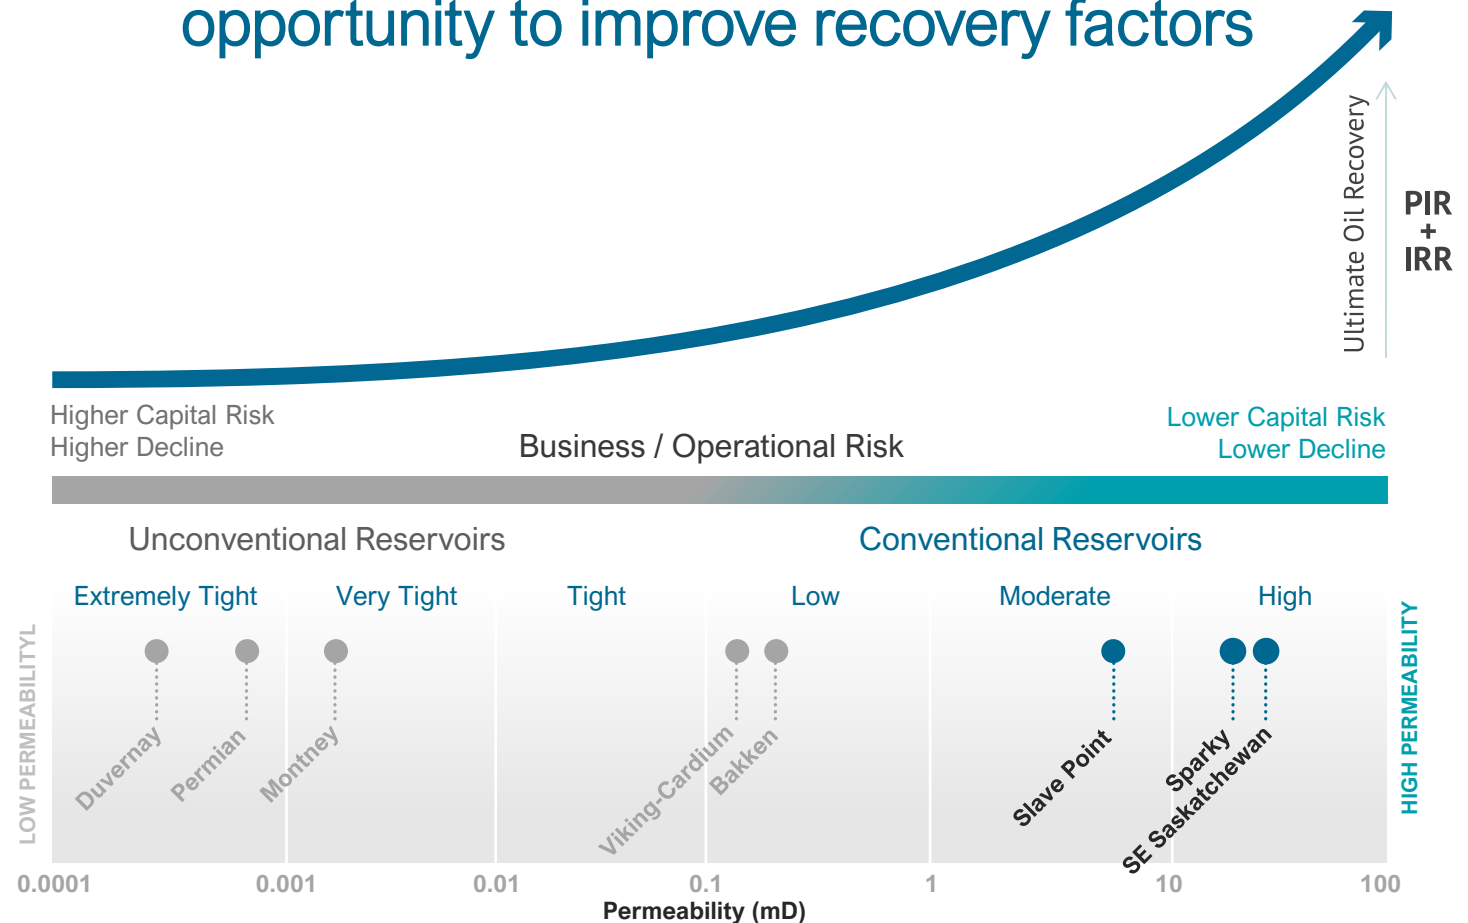 opportunity to improve recovery factors
Ultimate Oil Recovery
PIR
+
IRR
Higher Capital Risk
Higher Decline
Business / Operational Risk
Lower Capital Risk
Lower Decline
Unconventional Reservoirs
Conventional Reservoirs
Extremely Tight
Very Tight
Tight
Low
Moderate
High
LOW PERMEABILITYL
HIGH PERMEABILITY
Duvernay
Permian
Montney
Viking-Cardium
Bakken
Slave Point
Sparky
SE Saskatchewan
0.0001
0.001
0.01
0.1
1
10
100
Permeability (mD)